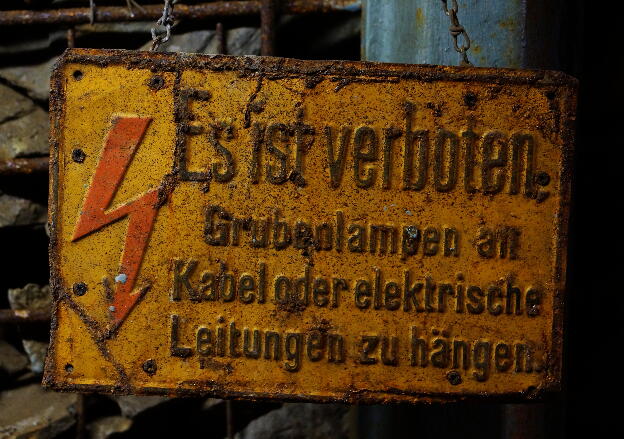 Es ist verboten,
Grubenlampen an
Kabel oder elektrische
Leitungen zu hängen.